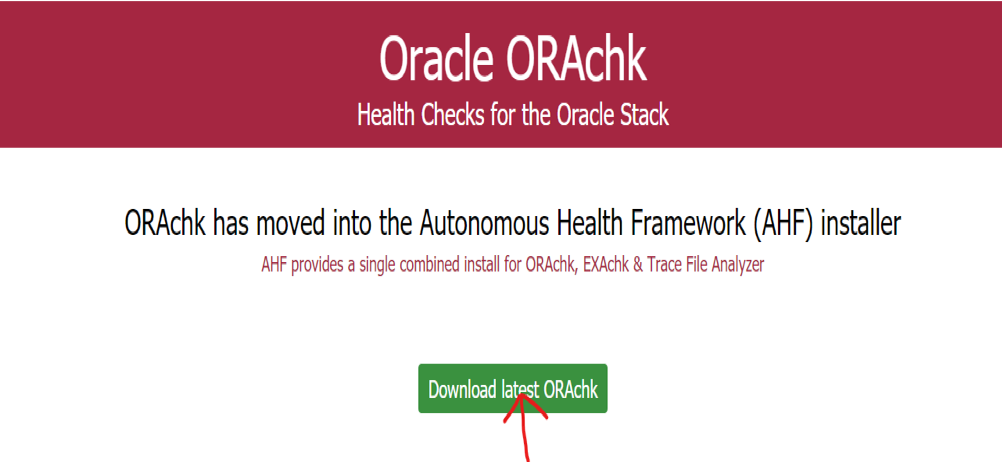 Oracle ORAchk
Health Checks for the Oracle Stack
ORAchk has moved into the Autonomous Health Framework (AHF) installer
AHF provides a single combined install for ORAchk, EXAchk & Trace File Analyzer
Download latest ORAchk